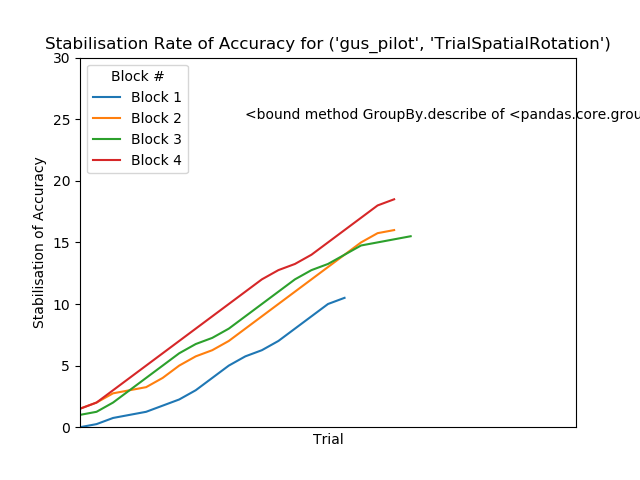 Stabilisation Rate of Accuracy for ('gus_pilot', 'TrialSpatialRotation')
30
25
20
15
10
5
0
Stabilisation of Accuracy
Block #
Block 1
Block 2
Block 3
Block 4
<bound method GroupBy.describe of <pandas.core.grou
Trial